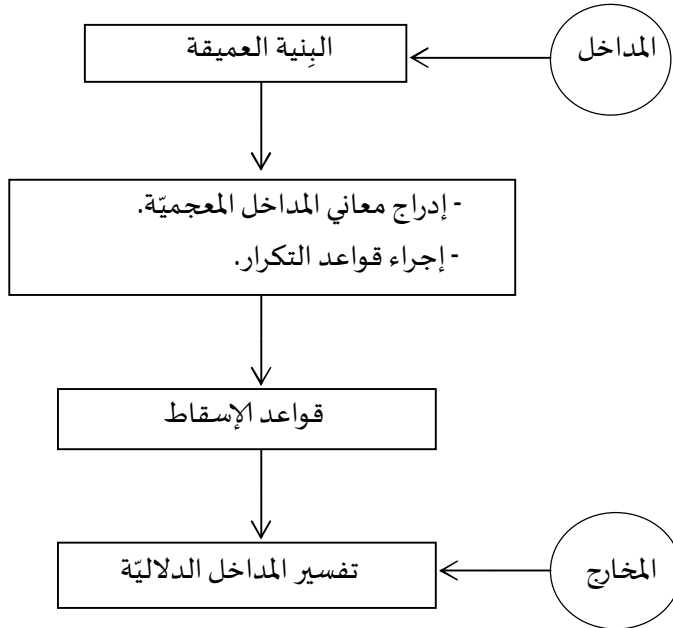 المداخل
البِنية العميقة
- إدراج معاني المداخل المعجميّة.
- إجراء قواعد التكرار.
قواعد الإسقاط
المخارج
تفسير المداخل الدلاليّة